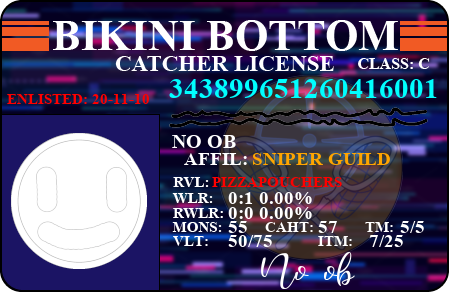 BIKINI BOTTOM
CATCHER LICENSE CLASS: C
343899651260416001
ENLISTED: 20-11-10
NO OB
AFFIL: SNIPER GUILD
RVL: PIZZAPOUCHERS
WLR: 0:1 0.00%
RWLR: 0:0 0.00%
MONS: 55 CAHT: 57 TM: 5/5
VLT: 50/75 ITM: 7/25
No ob